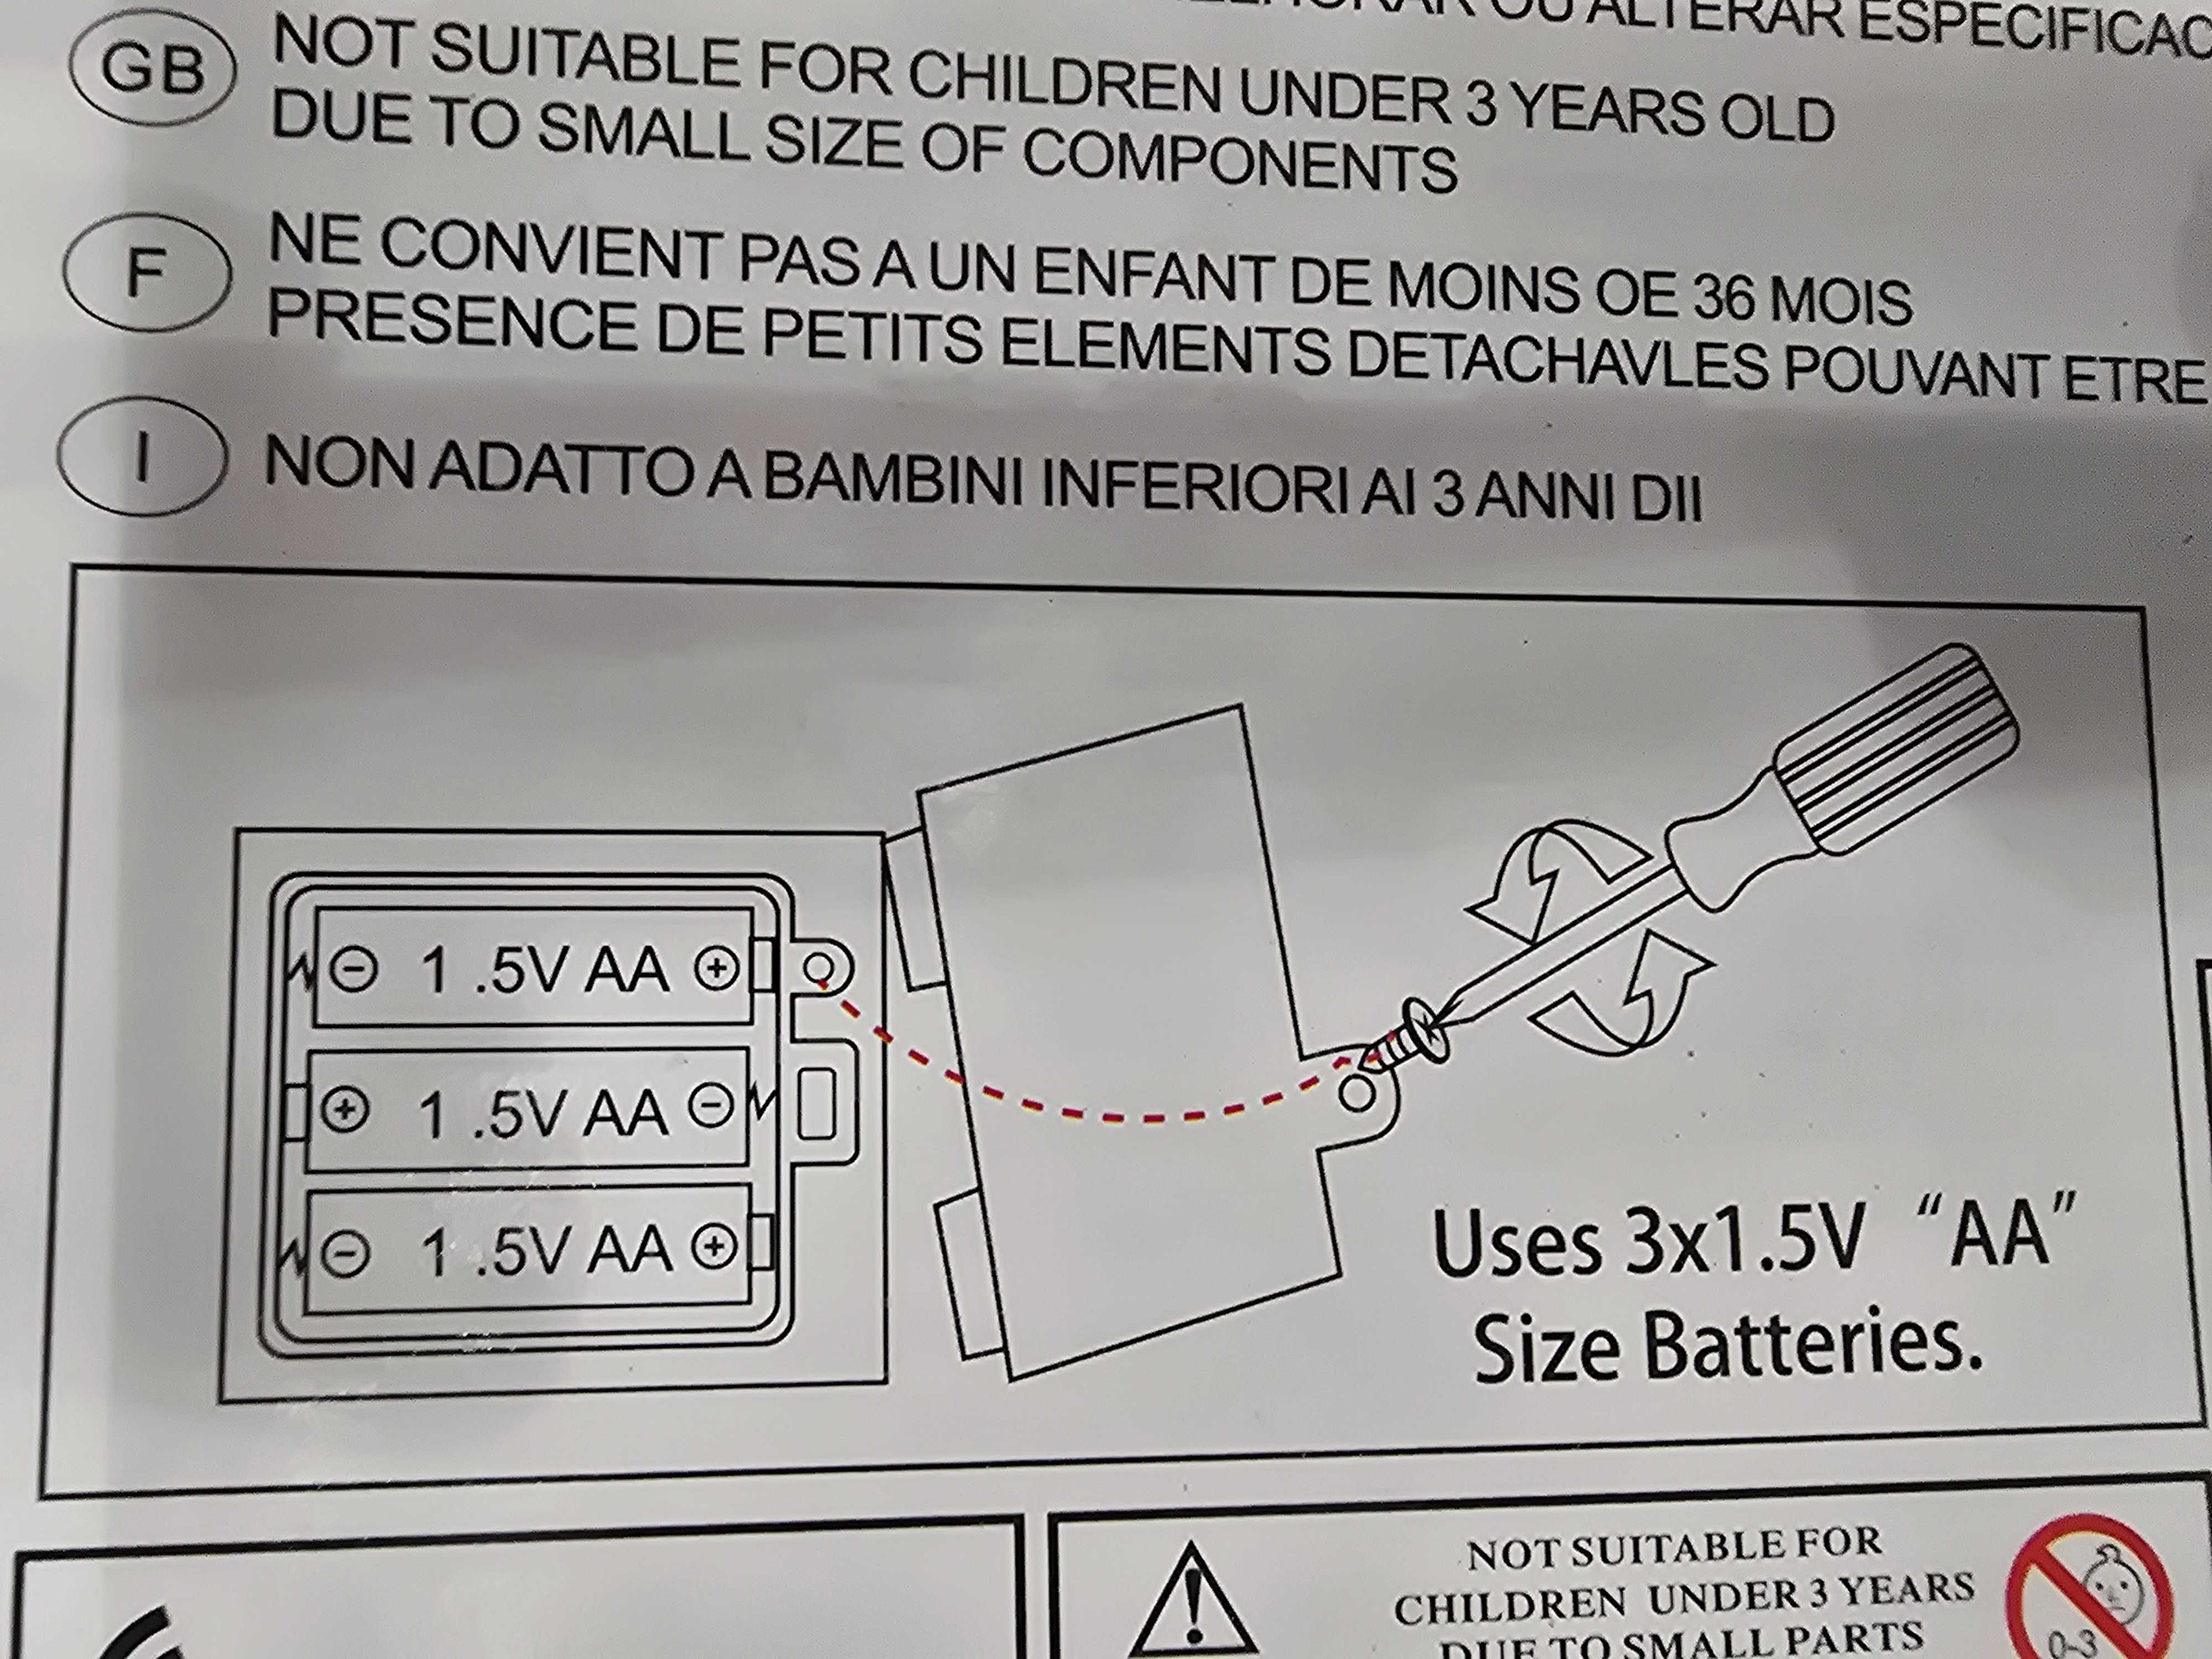 OU ALTERAR ESPECIFICAC
GB NOT SUITABLE FOR CHILDREN UNDER 3 YEARS OLD
DUE TO SMALL SIZE OF COMPONENTS
F NE CONVIENT PAS A UN ENFANT DE MOINS OE 36 MOIS
PRESENCE DE PETITS ELEMENTS DETACHAVLES POUVANT ETRE
I NON ADATTO A BAMBINI INFERIORI AI 3 ANNI DII
- 1 .5V AA +
+ 1 .5V AA -
- 1 .5V AA +
Uses 3x1.5V “AA”
Size Batteries.
NOT SUITABLE FOR
CHILDREN UNDER 3 YEARS
DUE TO SMALL PARTS
0-3